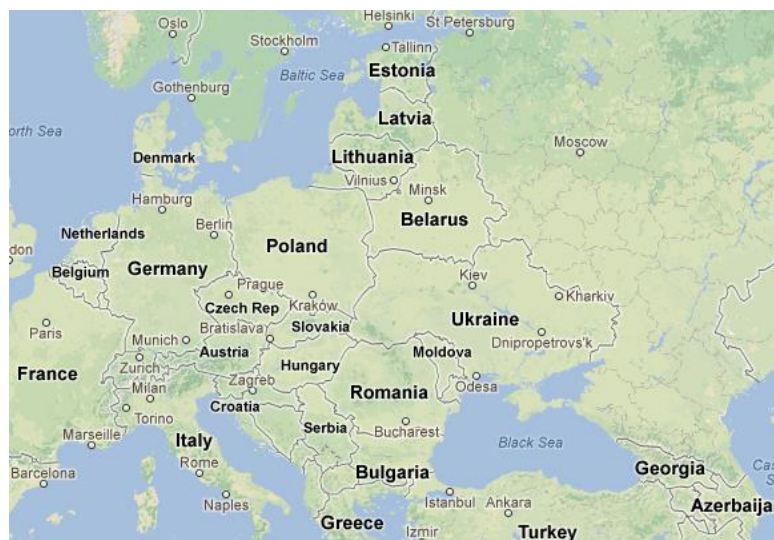 Oslo
Helsinki
St Petersburg
Stockholm
Tallinn
Estonia
Baltic Sea
Gothenburg
Latvia
orth Sea
Moscow
Denmark
Lithuania
Vilnius
Minsk
Hamburg
Belarus
Berlin
Netherlands
Poland
don
Belgium
Germany
Kiev
Prague
Kharkiv
Czech Rep
Kraków
Ukraine
Paris
Bratislava
Slovakia
Dnipropetrovs'k
Munich
Austria
Moldova
Zurich
Hungary
France
Odesa
Milan
Zagreb
Romania
Croatia
Torino
Serbia
Bucharest
Marseille
Italy
Black Sea
Rome
Georgia
Barcelona
Bulgaria
Cas
S
Naples
Istanbul
Ankara
Azerbaija
Greece
Izmir
Turkey